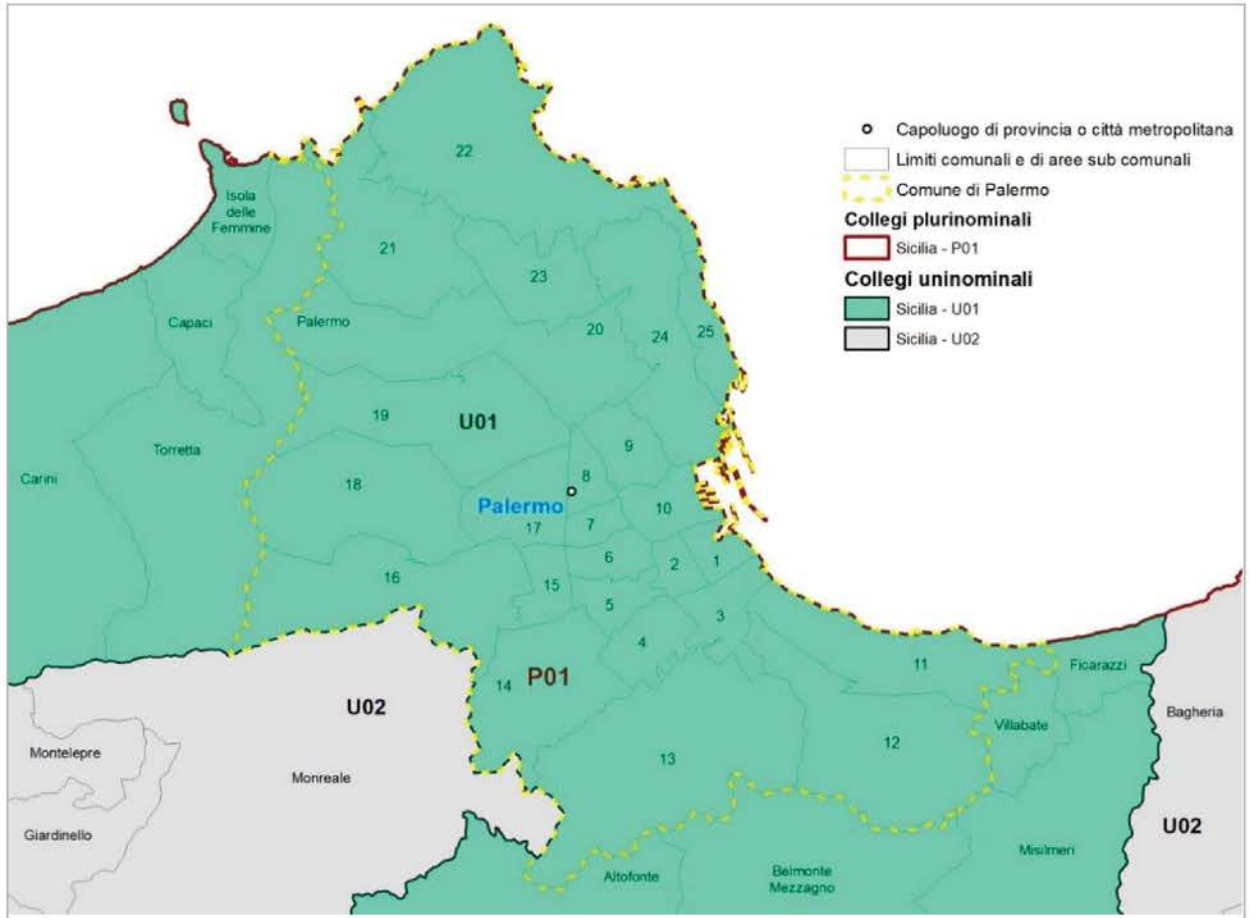 22
Isola
delle
Femmine
21
23
Capaci
Palermo
20
24
25
19
U01
9
Carini
Torretta
18
8
Palermo
10
17
7
6
2
1
16
15
5
3
4
11
Ficarazzi
14
P01
Bagheria
U02
Villabate
12
Montelepre
13
Monreale
Giardinello
U02
Misilmeri
Altofonte
Belmonte
Mezzagno
Capoluogo di provincia o città metropolitana
Limiti comunali e di aree sub comunali
Comune di Palermo
Collegi plurinominali
Sicilia - P01
Collegi uninominali
Sicilia - U01
Sicilia - U02